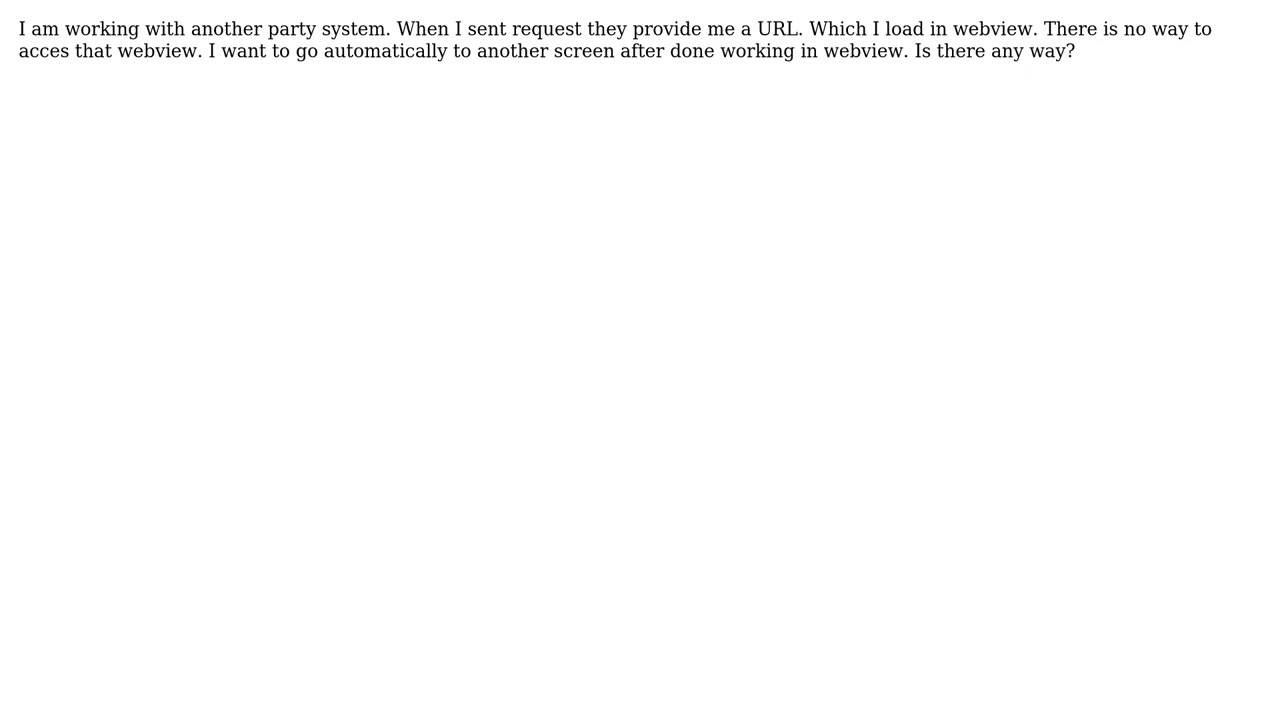 I am working with another party system. When I sent request they provide me a URL. Which I load in webview. There is no way to
acces that webview. I want to go automatically to another screen after done working in webview. Is there any way?